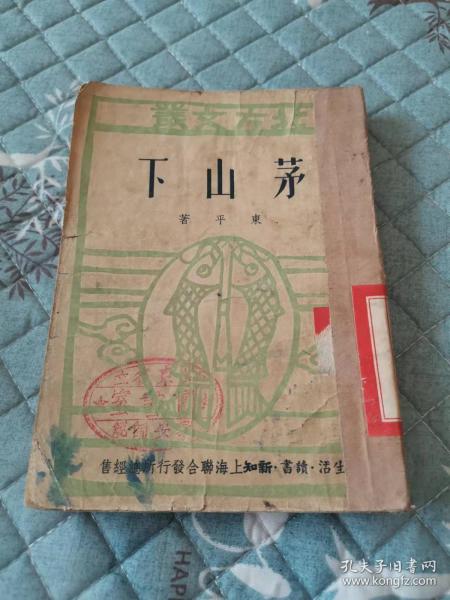 北方文叢
茅山下
東平著
生活·讀書·新知上海聯合發行所總經售
HAP
孔夫子旧书网
www.kongfz.com